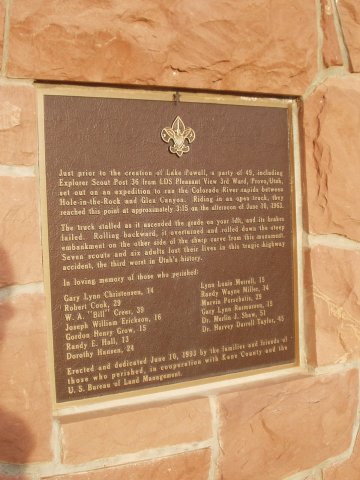 Just prior to the creation of Lake Powell, a party of 49, including
Explorer Scout Post 36 from LDS Pleasant View 3rd Ward, Provo, Utah,
set out on an expedition to run the Colorado River rapids between
Hole-in-the-Rock and Glen Canyon. Riding in an open truck, they
reached this point at approximately 3:15 on the afternoon of June 10, 1963.
The truck stalled as it ascended the grade on your left, and its brakes
failed. Rolling backward, it overturned and rolled down the steep
embankment on the other side of the sharp curve from this monument.
Seven scouts and six adults lost their lives in this tragic highway
accident, the third worst in Utah's history.
In loving memory of those who perished:
Gary Lynn Christensen, 14
Robert Cook, 29
W. A. "Bill" Creer, 39
Joseph William Erickson, 16
Gordon Henry Grow, 15
Randy E. Hall, 13
Dorothy Hansen, 24
Lynn Louis Merrell, 15
Randy Wayne Miller, 14
Marvin Perschatis, 25
Gary Lynn Rasmussen, 15
Dr. Merlin J. Shaw, 51
Dr. Harvey Darrell Taylor, 45
Erected and dedicated June 10, 1993 by the families and friends of
those who perished, in cooperation with Kane County and the
U. S. Bureau of Land Management.